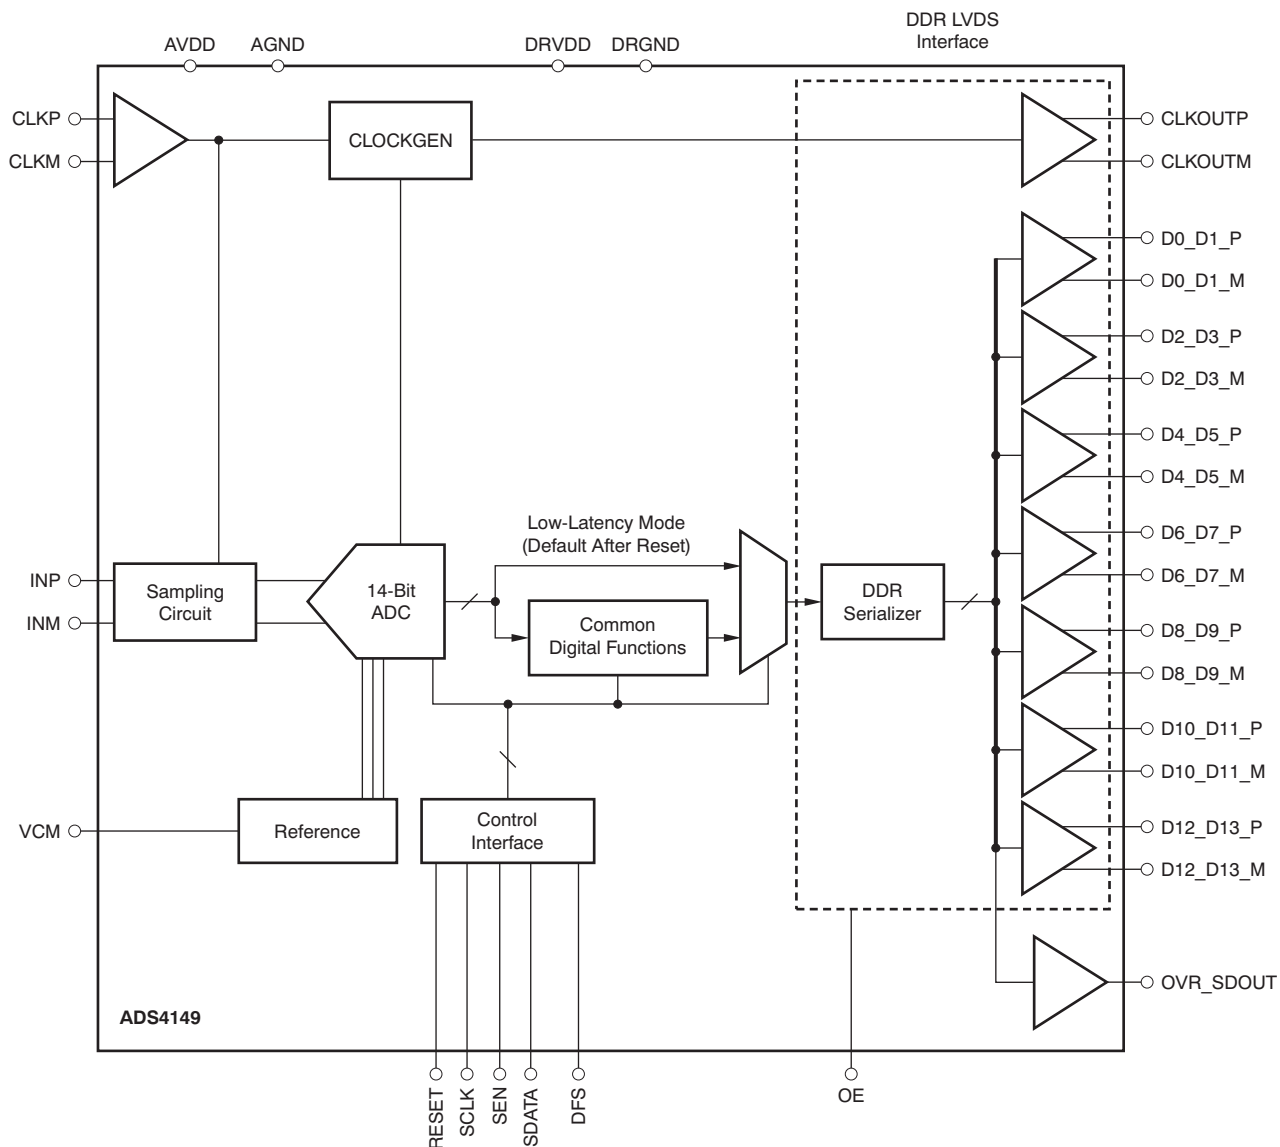 DDR LVDS
Interface
AVDD
AGND
DRVDD
DRGND
CLKP
CLKM
CLOCKGEN
CLKOUTP
CLKOUTM
D0_D1_P
D0_D1_M
D2_D3_P
D2_D3_M
D4_D5_P
D4_D5_M
Low-Latency Mode
(Default After Reset)
D6_D7_P
D6_D7_M
INP
INM
Sampling
Circuit
14-Bit
ADC
Common
Digital Functions
DDR
Serializer
D8_D9_P
D8_D9_M
D10_D11_P
D10_D11_M
VCM
Reference
Control
Interface
D12_D13_P
D12_D13_M
OVR_SDOUT
ADS4149
RESET
SCLK
SEN
SDATA
DFS
OE